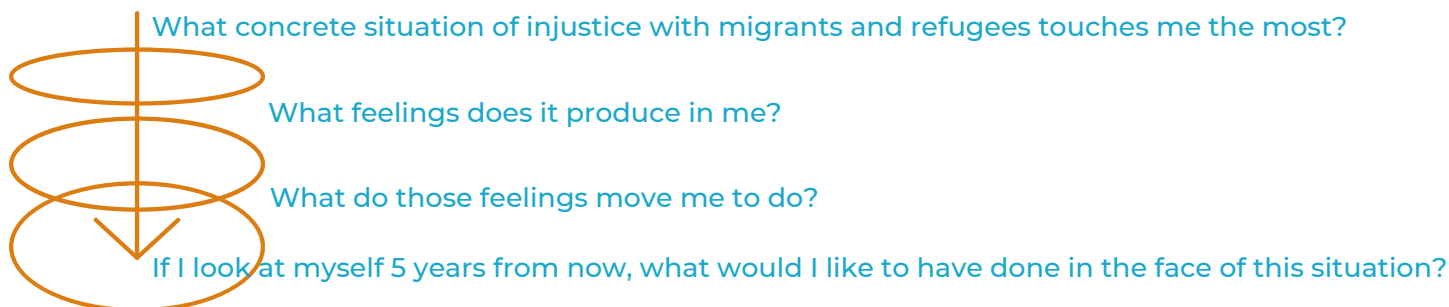 What concrete situation of injustice with migrants and refugees touches me the most?
What feelings does it produce in me?
What do those feelings move me to do?
If I look at myself 5 years from now, what would I like to have done in the face of this situation?